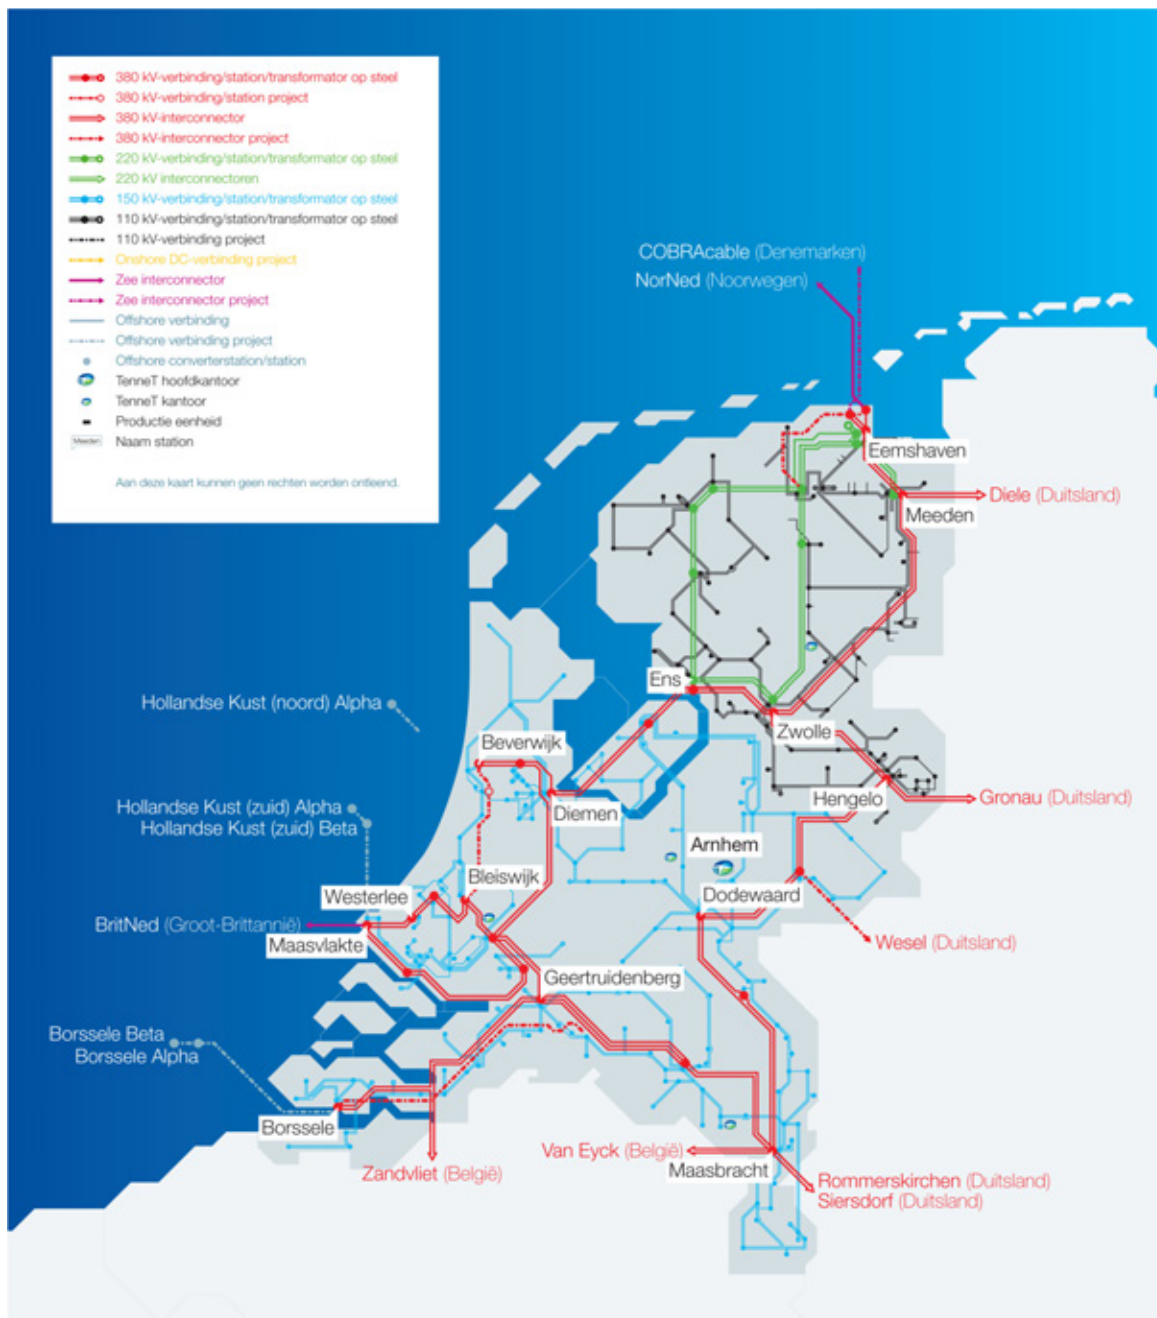 380 kV-verbinding/station/transformator op steel
380 kV-verbinding/station project
380 kV-interconnector
380 kV-interconnector project
220 kV-verbinding/station/transformator op steel
220 kV interconnectoren
150 kV-verbinding/station/transformator op steel
110 kV-verbinding/station/transformator op steel
110 kV-verbinding project
Onshore DC-verbinding project
Zee interconnector
Zee interconnector project
Offshore verbinding
Offshore verbinding project
Offshore converterstation/station
TenneT hoofdkantoor
TenneT kantoor
Productie eenheid
Meeden Naam station
Aan deze kaart kunnen geen rechten worden ontleend.
COBRAcable (Denemarken)
NorNed (Noorwegen)
Eemshaven
Diele (Duitsland)
Meeden
Ens
Hollandse Kust (noord) Alpha
Zwolle
Beverwijk
Hengelo
Gronau (Duitsland)
Hollandse Kust (zuid) Alpha
Hollandse Kust (zuid) Beta
Diemen
Arnhem
Bleiswijk
Dodewaard
Westerlee
BritNed (Groot-Brittannië)
Maasvlakte
Wesel (Duitsland)
Geertruidenberg
Borssele Beta
Borssele Alpha
Borssele
Van Eyck (België)
Maasbracht
Zandvliet (België)
Rommerskirchen (Duitsland)
Siersdorf (Duitsland)